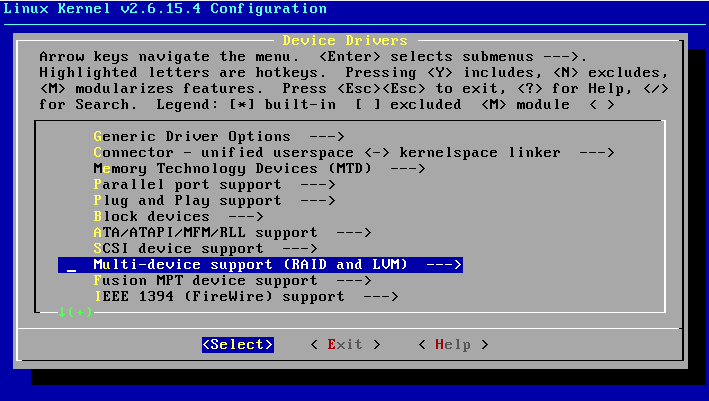 Linux Kernel v2.6.15.4 Configuration
Device Drivers
Arrow keys navigate the menu.  <Enter> selects submenus --->.
Highlighted letters are hotkeys.  Pressing <Y> includes, <N> excludes,
<M> modularizes features.  Press <Esc><Esc> to exit, <?> for Help, </>
for Search.  Legend: [*] built-in  [ ] excluded  <M> module  < >
Generic Driver Options  --->
Connector - unified userspace <-> kernelspace linker  --->
Memory Technology Devices (MTD)  --->
Parallel port support  --->
Plug and Play support  --->
Block devices  --->
ATA/ATAPI/MFM/RLL support  --->
SCSI device support  --->
Multi-device support (RAID and LVM)  --->
Fusion MPT device support  --->
IEEE 1394 (FireWire) support  --->
↓(+)
<Select>    < Exit >    < Help >